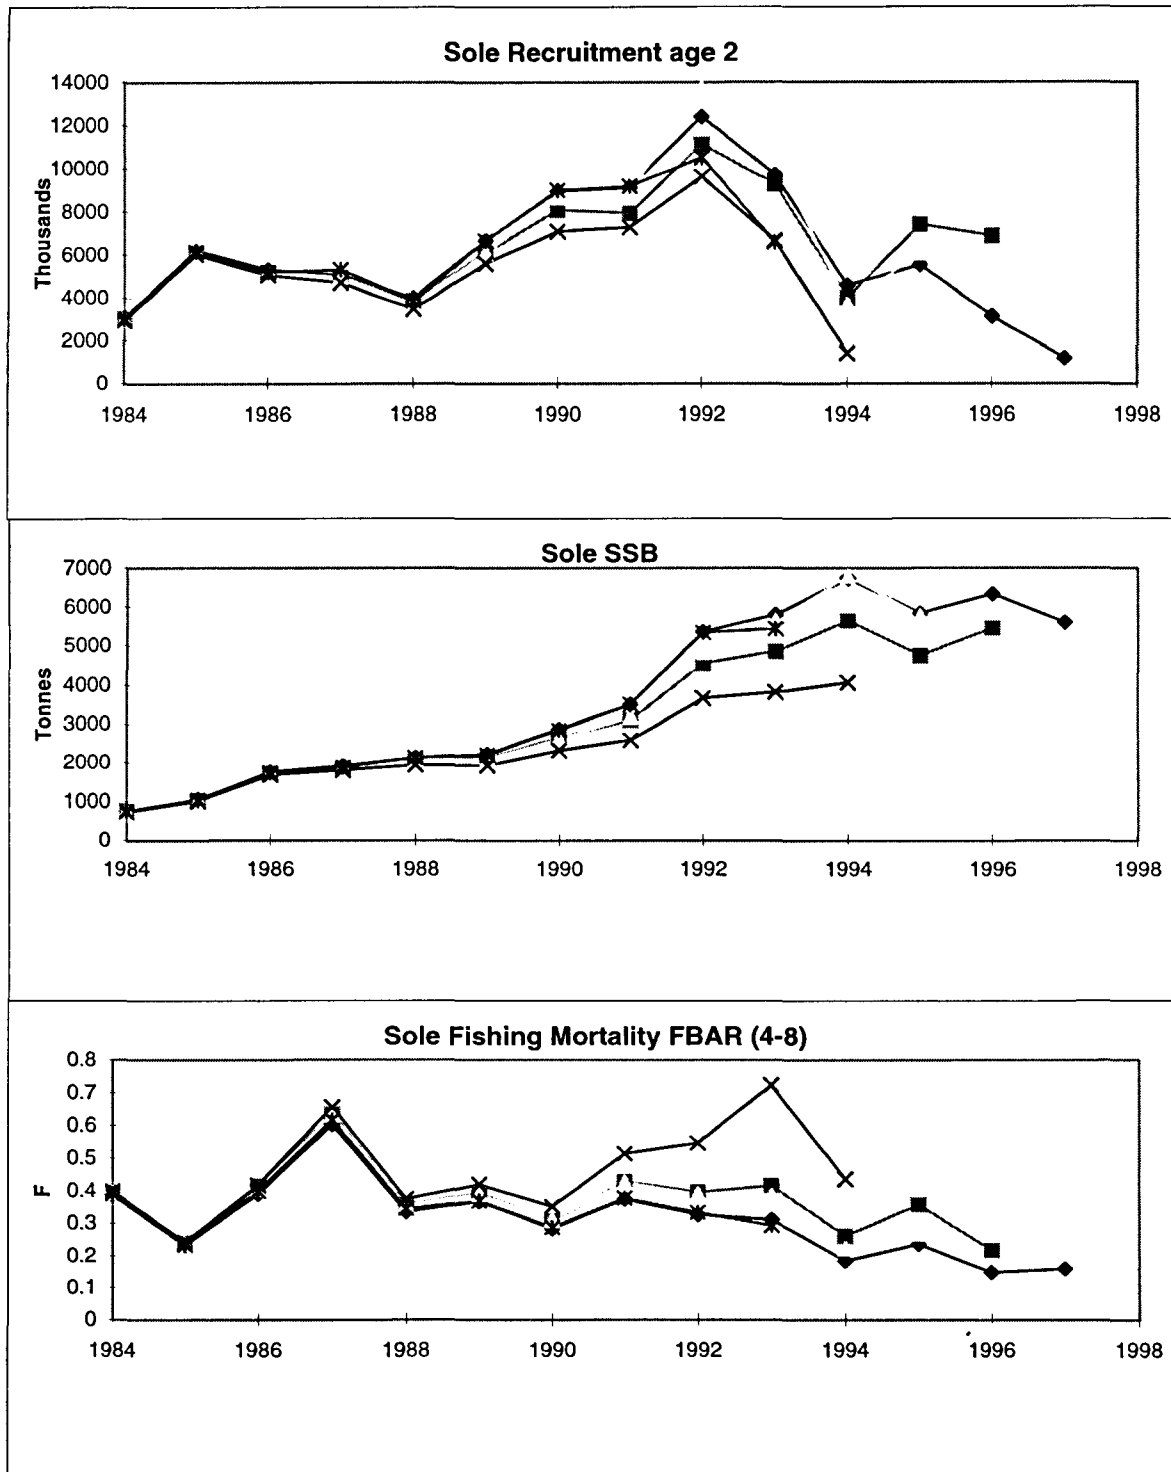 Sole Recruitment age 2
Thousands
14000
12000
10000
8000
6000
4000
2000
0
1984 1986 1988 1990 1992 1994 1996 1998
Sole SSB
Tonnes
7000
6000
5000
4000
3000
2000
1000
0
1984 1986 1988 1990 1992 1994 1996 1998
Sole Fishing Mortality FBAR (4-8)
F
0.8
0.7
0.6
0.5
0.4
0.3
0.2
0.1
0
1984 1986 1988 1990 1992 1994 1996 1998